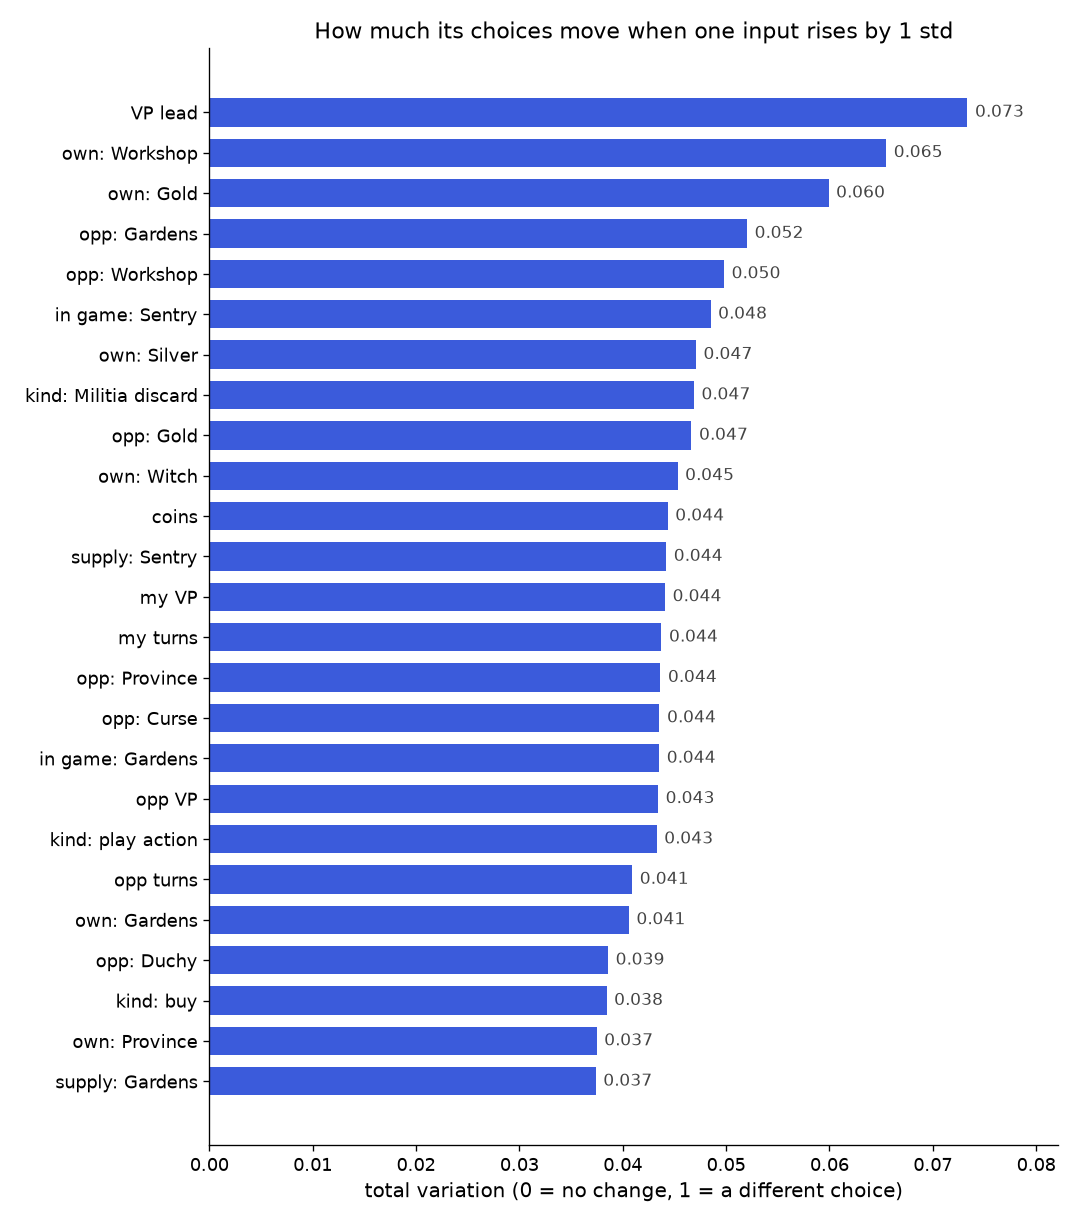 How much its choices move when one input rises by 1 std
VP lead 0.073
own: Workshop 0.065
own: Gold 0.060
opp: Gardens 0.052
opp: Workshop 0.050
in game: Sentry 0.048
own: Silver 0.047
kind: Militia discard 0.047
opp: Gold 0.047
own: Witch 0.045
coins 0.044
supply: Sentry 0.044
my VP 0.044
my turns 0.044
opp: Province 0.044
opp: Curse 0.044
in game: Gardens 0.044
opp VP 0.043
kind: play action 0.043
opp turns 0.041
own: Gardens 0.041
opp: Duchy 0.039
kind: buy 0.038
own: Province 0.037
supply: Gardens 0.037
0.00 0.01 0.02 0.03 0.04 0.05 0.06 0.07 0.08
total variation (0 = no change, 1 = a different choice)